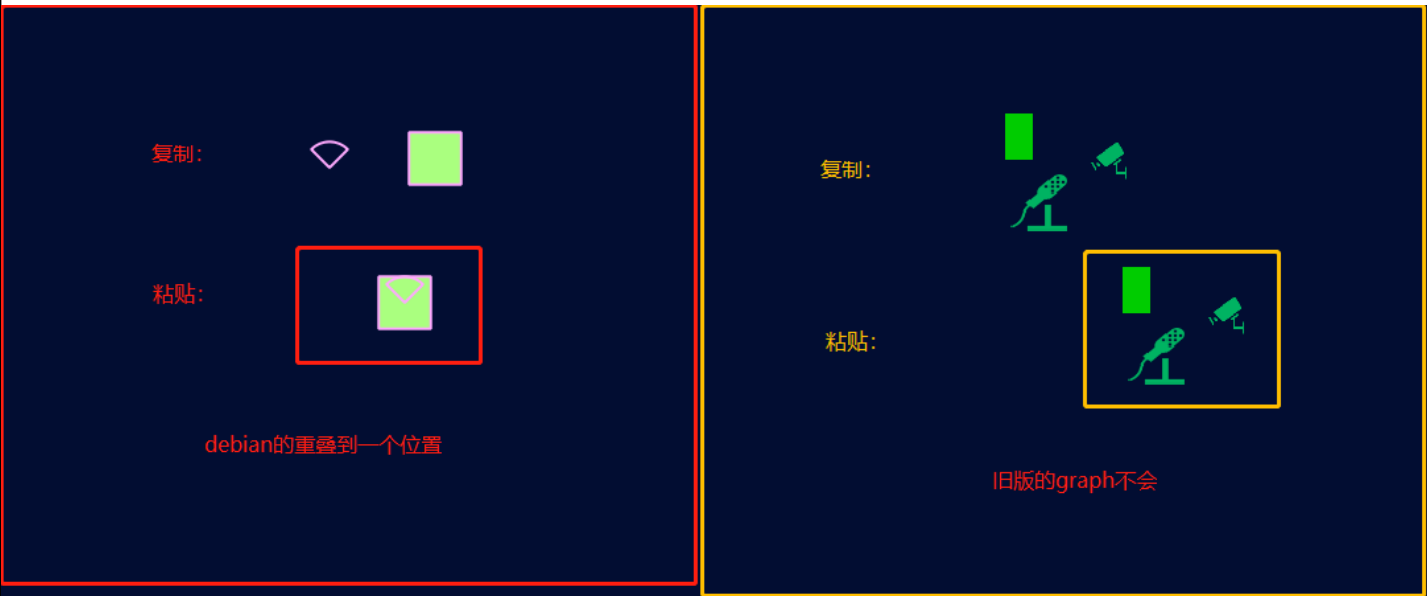 复制：
粘贴：
debian的重叠到一个位置
复制：
粘贴：
旧版的graph不会